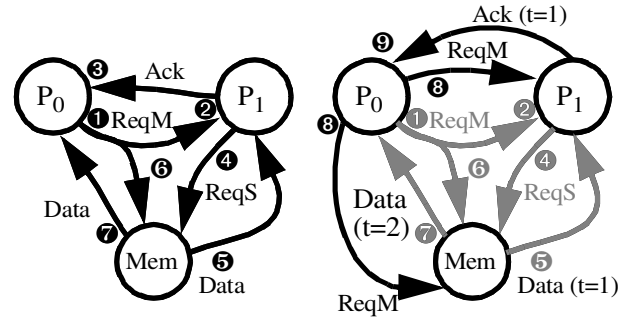 ❸
Ack
P₀
P₁
❶
ReqM
❷
❻
❹
ReqS
Data
❼
Mem
❺
Data
Ack (t=1)
❾
ReqM
P₀
❽
P₁
❽
❶
ReqM
❷
❻
❹
ReqS
Data
(t=2)
❼
Mem
❺
Data (t=1)
ReqM